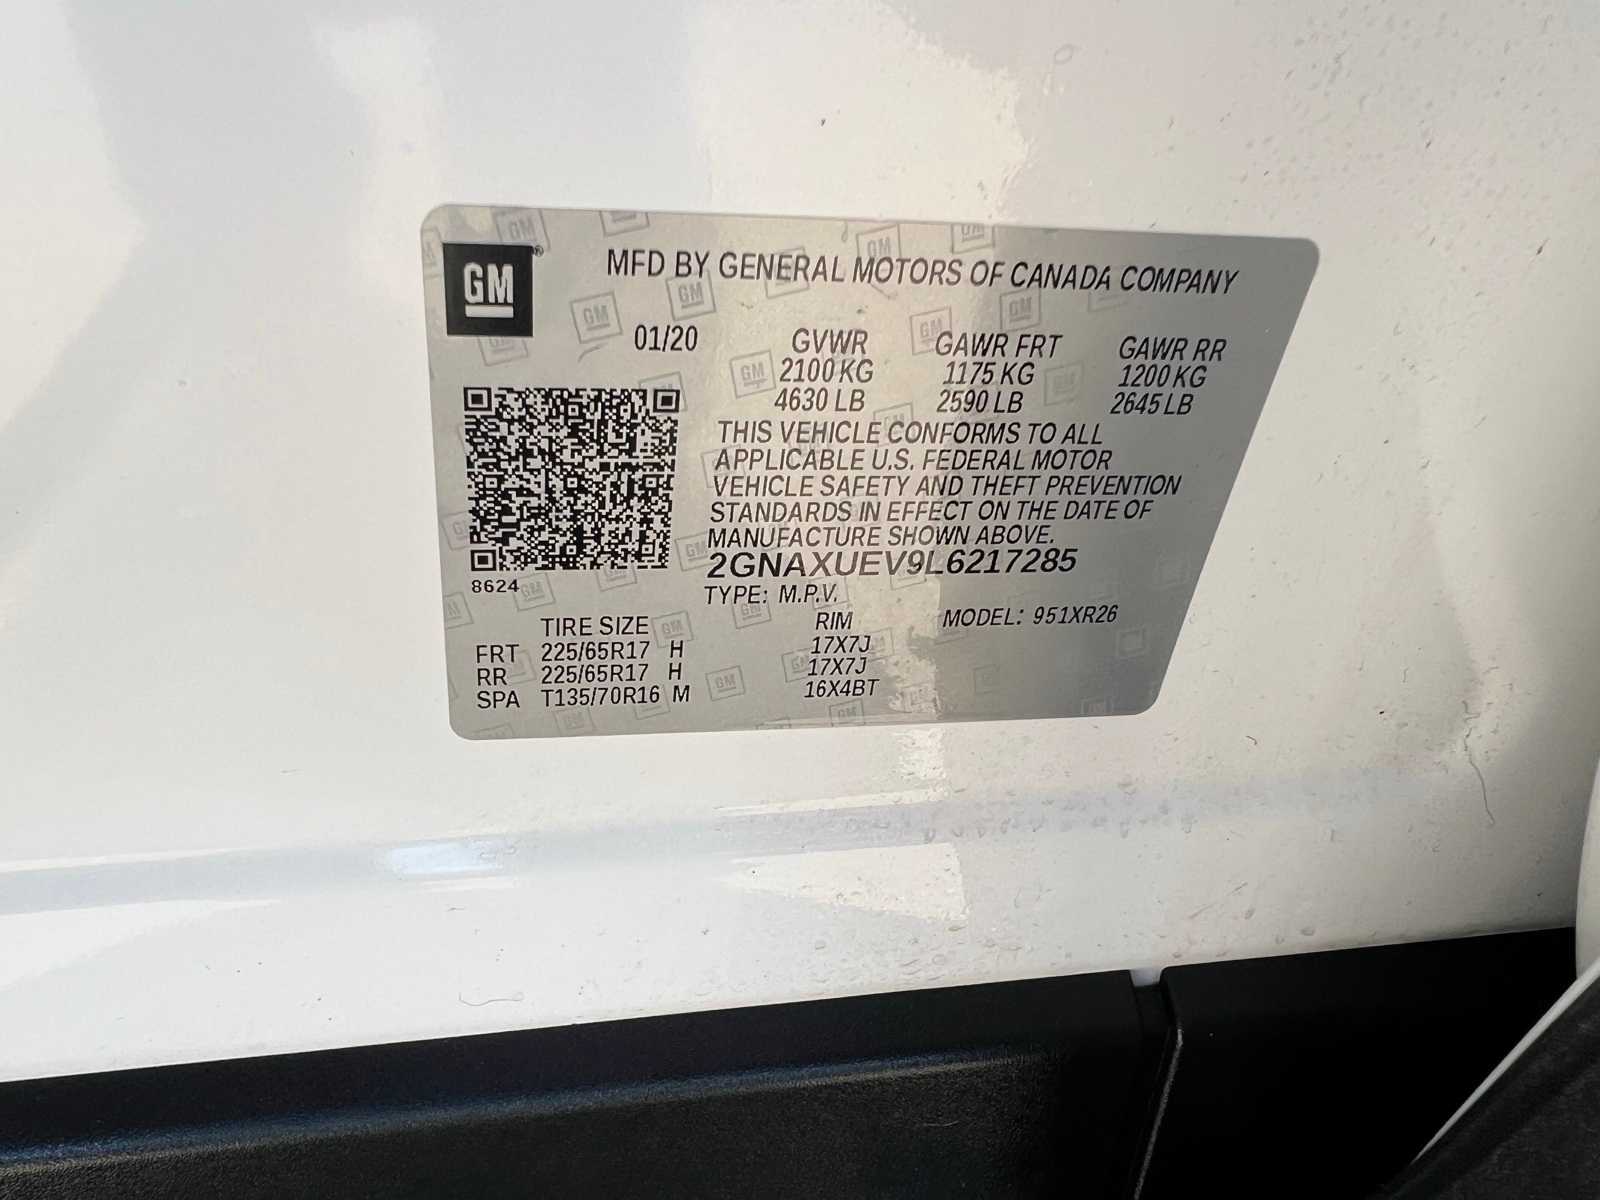 GM
MFD BY GENERAL MOTORS OF CANADA COMPANY
01/20 GVWR GAWR FRT GAWR RR
2100 KG 1175 KG 1200 KG
4630 LB 2590 LB 2645 LB
THIS VEHICLE CONFORMS TO ALL
APPLICABLE U.S. FEDERAL MOTOR
VEHICLE SAFETY AND THEFT PREVENTION
STANDARDS IN EFFECT ON THE DATE OF
MANUFACTURE SHOWN ABOVE.
2GNAXUEV9L6217285
8624
TYPE: M.P.V. MODEL: 951XR26
TIRE SIZE RIM
FRT 225/65R17 H 17X7J
RR 225/65R17 H 17X7J
SPA T135/70R16 M 16X4BT